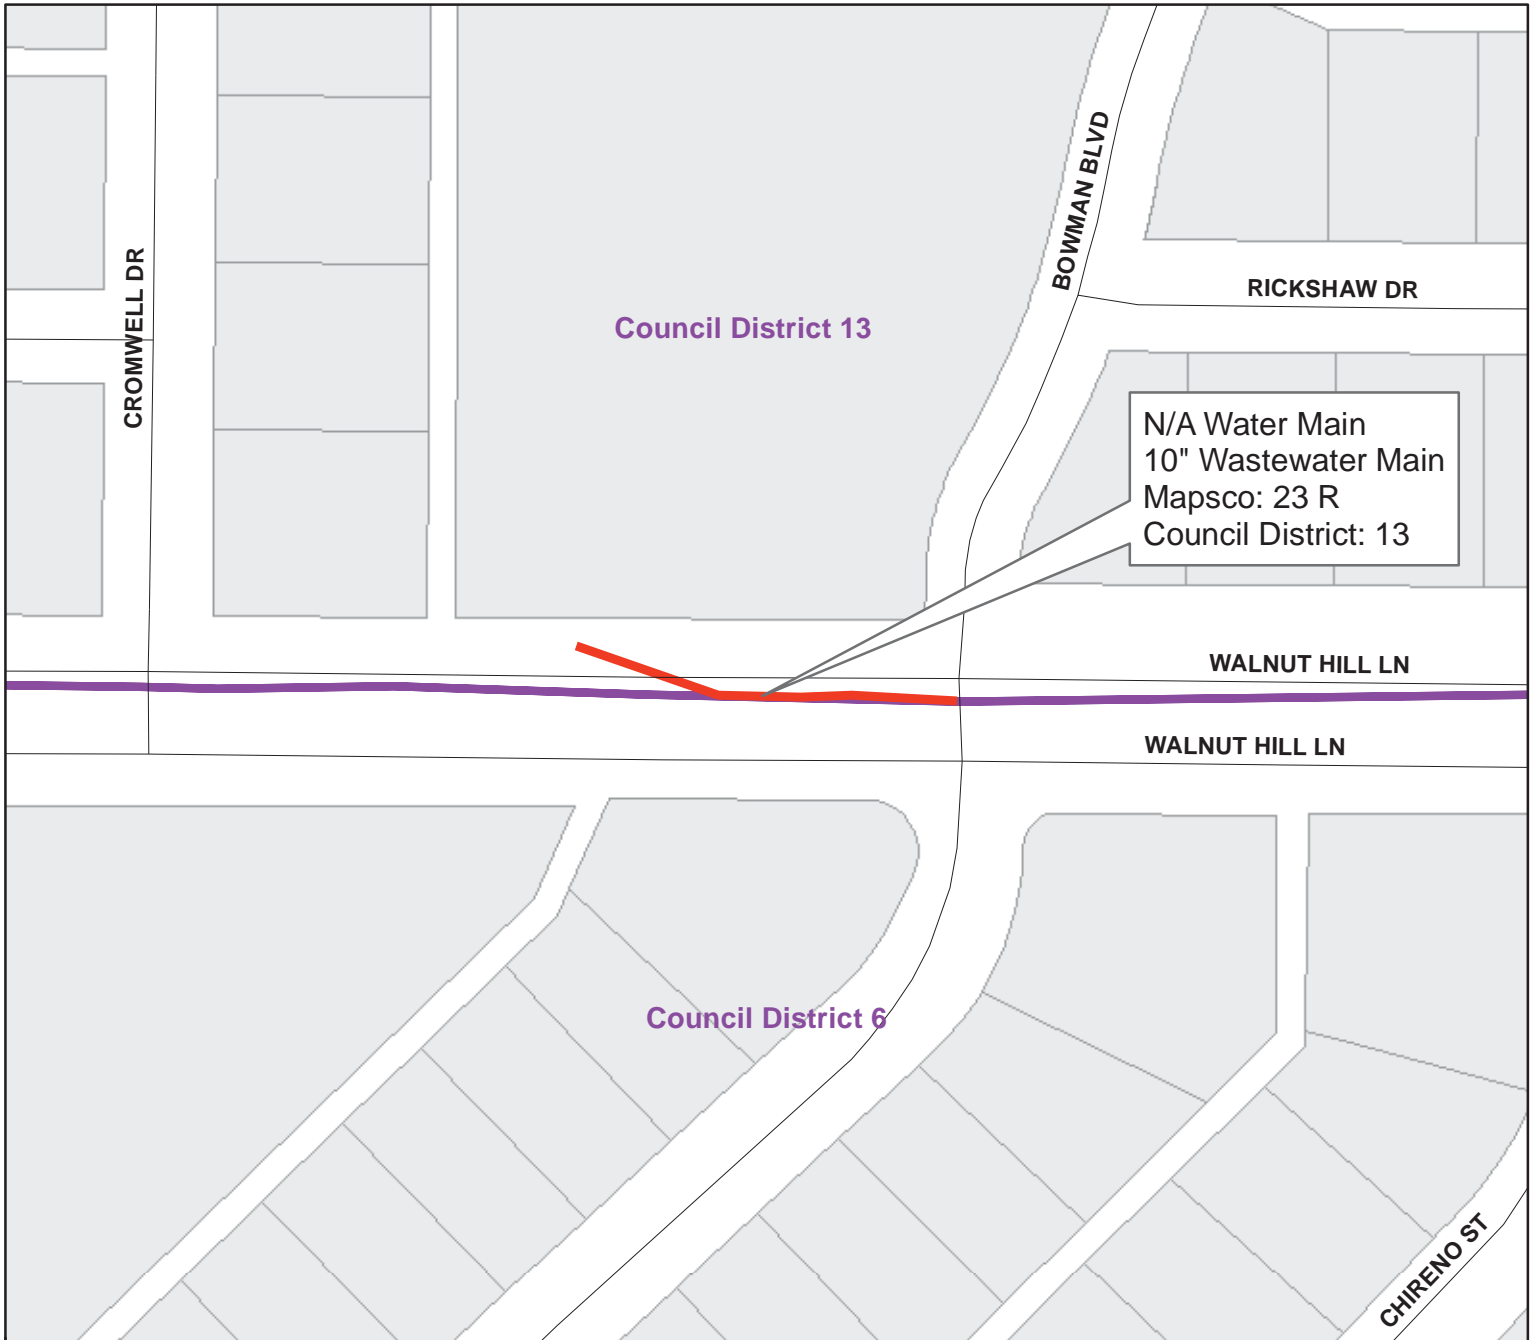 BOWMAN BLVD
CROMWELL DR
RICKSHAW DR
Council District 13
N/A Water Main
10" Wastewater Main
Mapsco: 23 R
Council District: 13
WALNUT HILL LN
WALNUT HILL LN
Council District 6
CHIRENO ST